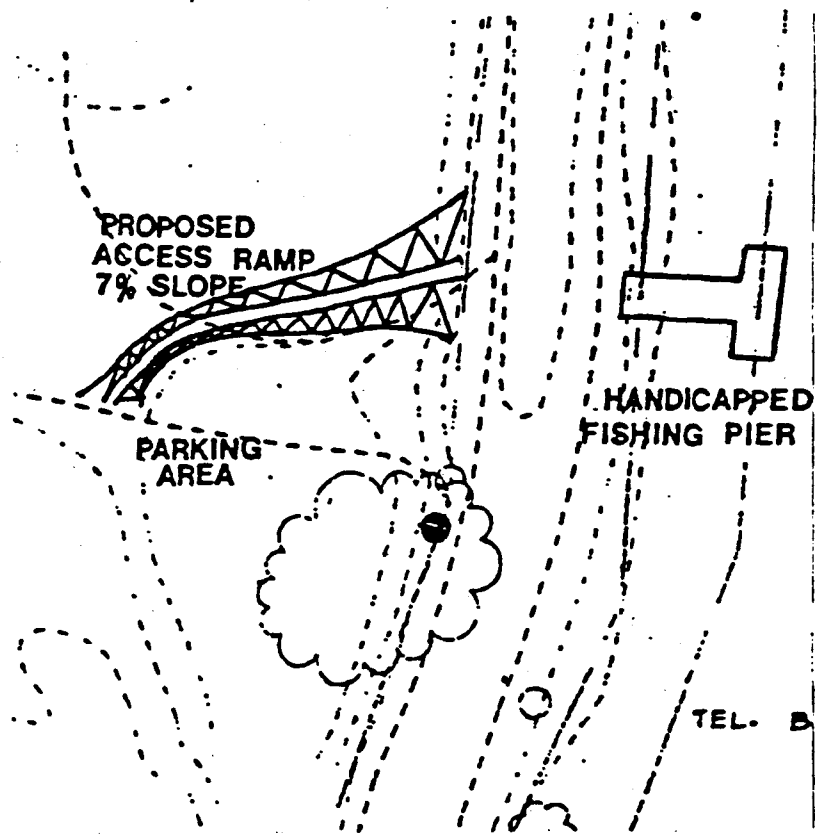 PROPOSED
ACCESS RAMP
7% SLOPE
HANDICAPPED
FISHING PIER
PARKING
AREA
TEL. B